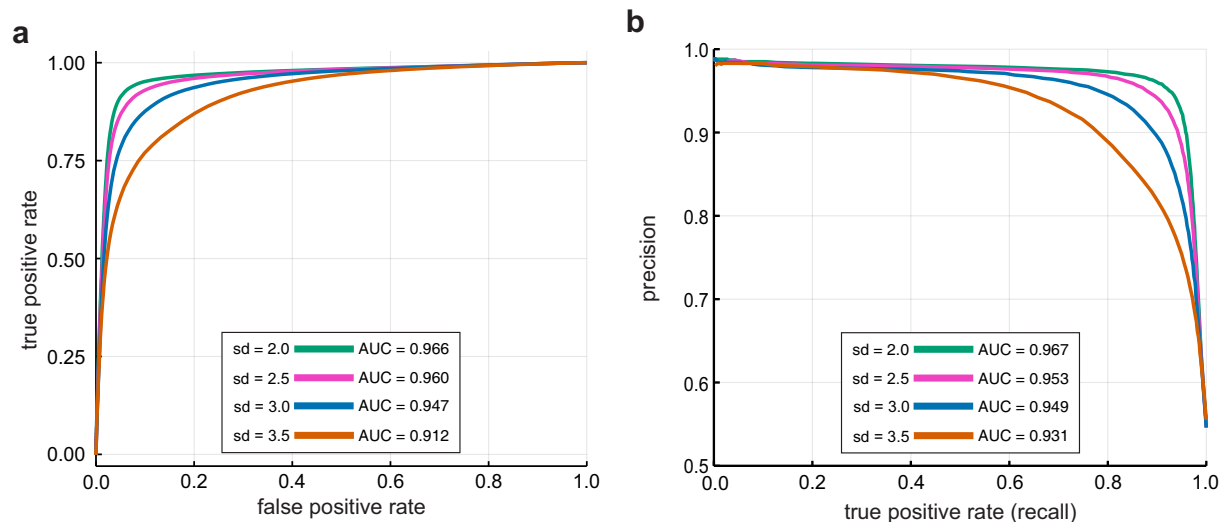 a
true positive rate
1.00
0.75
0.50
0.25
0.00
sd = 2.0 AUC = 0.966
sd = 2.5 AUC = 0.960
sd = 3.0 AUC = 0.947
sd = 3.5 AUC = 0.912
0.0 0.2 0.4 0.6 0.8 1.0
false positive rate
b
precision
1.0
0.9
0.8
0.7
0.6
0.5
sd = 2.0 AUC = 0.967
sd = 2.5 AUC = 0.953
sd = 3.0 AUC = 0.949
sd = 3.5 AUC = 0.931
0.0 0.2 0.4 0.6 0.8 1.0
true positive rate (recall)